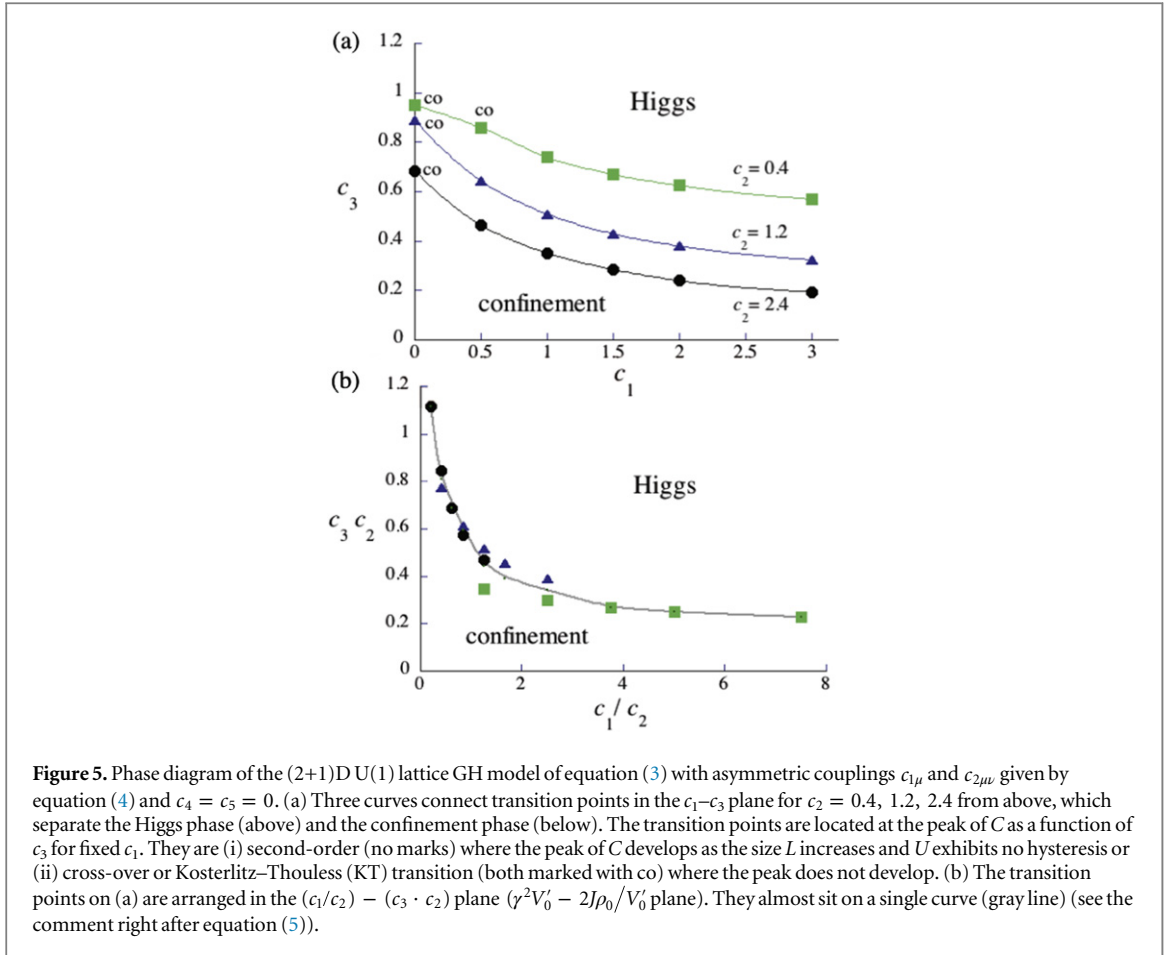 (a)
1.2
1
0.8
0.6
0.4
0.2
0
c3
co
co
co
co
Higgs
c2 = 0.4
c2 = 1.2
c2 = 2.4
confinement
0 0.5 1 1.5 2 2.5 3
c1
(b)
1.2
1
0.8
0.6
0.4
0.2
0
c3 c2
Higgs
confinement
0 2 4 6 8
c1/ c2
Figure 5. Phase diagram of the (2+1)D U(1) lattice GH model of equation (3) with asymmetric couplings c1μ and c2μν given by
equation (4) and c4 = c5 = 0. (a) Three curves connect transition points in the c1–c3 plane for c2 = 0.4, 1.2, 2.4 from above, which
separate the Higgs phase (above) and the confinement phase (below). The transition points are located at the peak of C as a function of
c3 for fixed c1. They are (i) second-order (no marks) where the peak of C develops as the size L increases and U exhibits no hysteresis or
(ii) cross-over or Kosterlitz–Thouless (KT) transition (both marked with co) where the peak does not develop. (b) The transition
points on (a) are arranged in the (c1/c2) − (c3 · c2) plane (γ²V′0 − 2Jρ0/V′0 plane). They almost sit on a single curve (gray line) (see the
comment right after equation (5)).